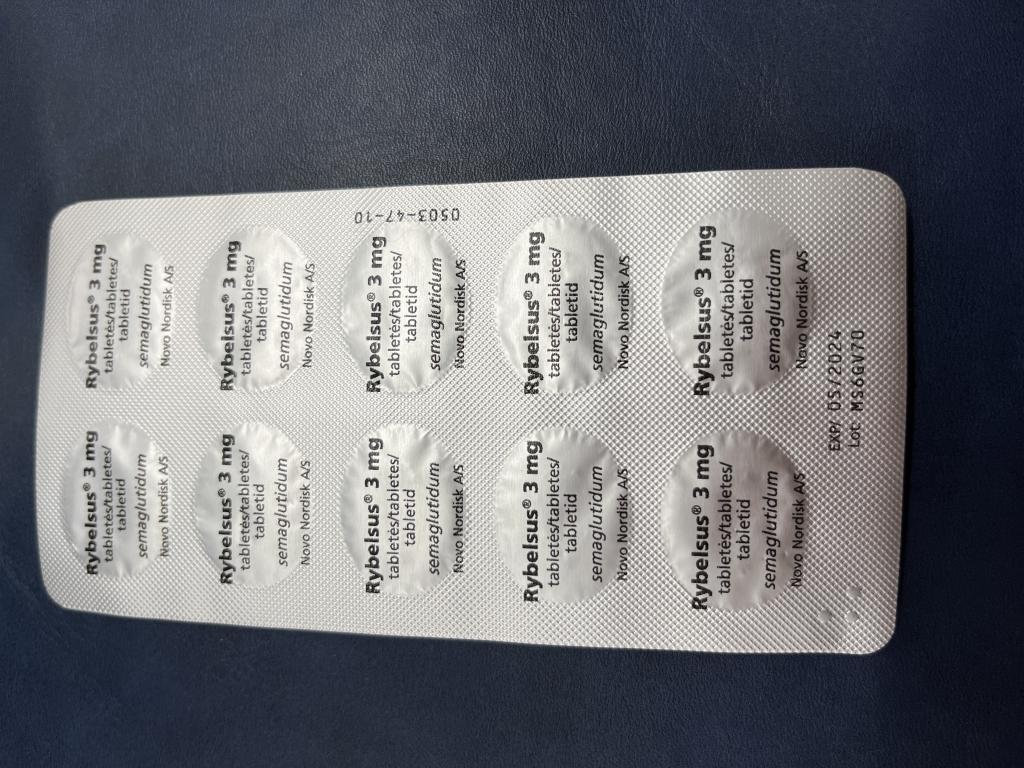 Rybelsus® 3 mg
tabletės/tabletes/
tabletid
semaglutidum
Novo Nordisk A/S
Rybelsus® 3 mg
tabletės/tabletes/
tabletid
semaglutidum
Novo Nordisk A/S
Rybelsus® 3 mg
tabletės/tabletes/
tabletid
semaglutidum
Novo Nordisk A/S
Rybelsus® 3 mg
tabletės/tabletes/
tabletid
semaglutidum
Novo Nordisk A/S
Rybelsus® 3 mg
tabletės/tabletes/
tabletid
semaglutidum
Novo Nordisk A/S
Rybelsus® 3 mg
tabletės/tabletes/
tabletid
semaglutidum
Novo Nordisk A/S
0503-47-10
Rybelsus® 3 mg
tabletės/tabletes/
tabletid
semaglutidum
Novo Nordisk A/S
Rybelsus® 3 mg
tabletės/tabletes/
tabletid
semaglutidum
Novo Nordisk A/S
Rybelsus® 3 mg
tabletės/tabletes/
tabletid
semaglutidum
Novo Nordisk A/S
Rybelsus® 3 mg
tabletės/tabletes/
tabletid
semaglutidum
Novo Nordisk A/S
EXP/ 05/2024
Lot MS6GV70